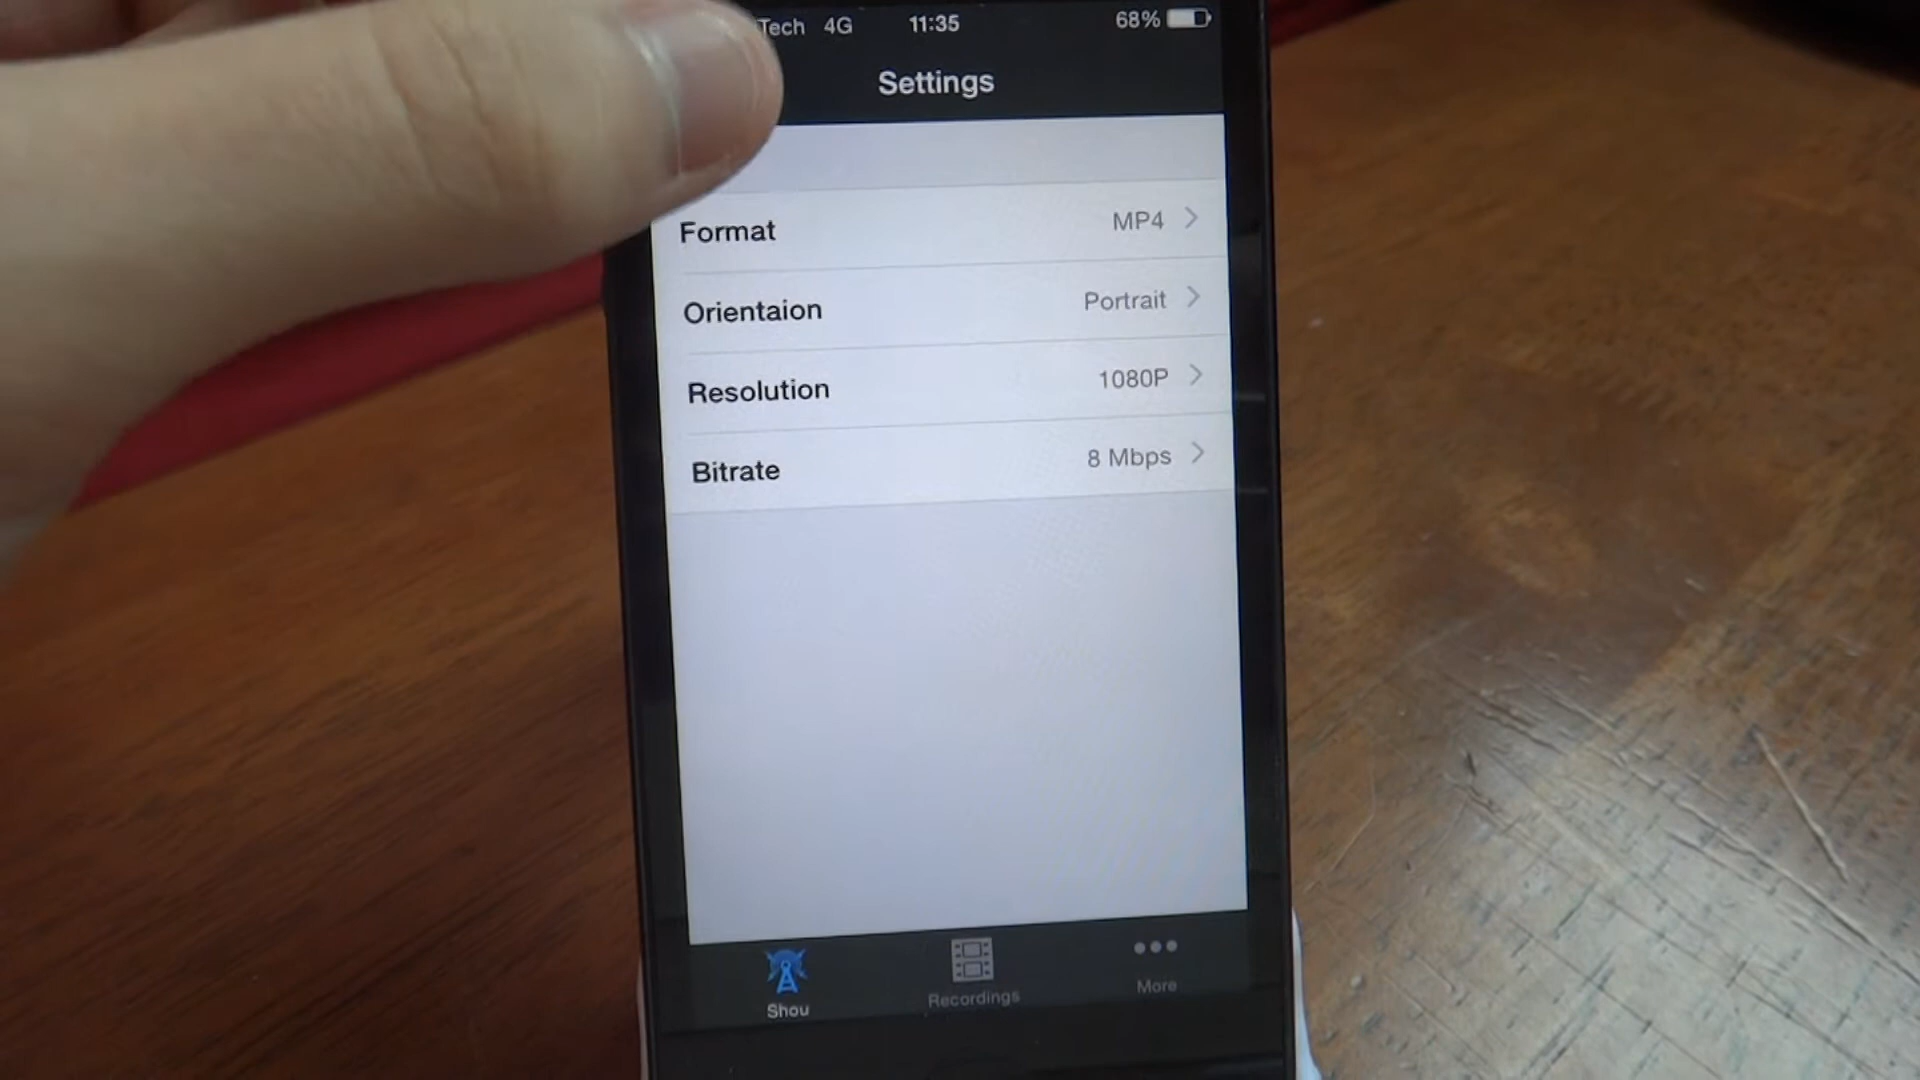 Tech 4G 11:35 68%
Settings
Format MP4
Orientaion Portrait
Resolution 1080P
Bitrate 8 Mbps
Shou Recordings More